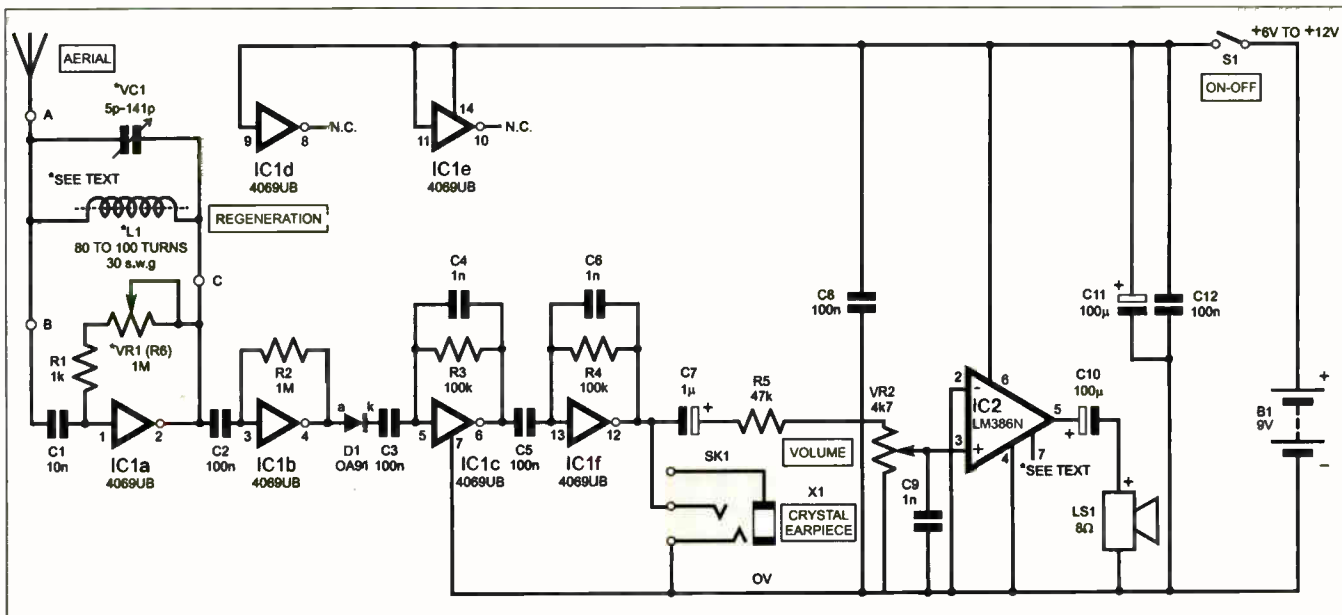 AERIAL
*VC1
5p-141p
A
*SEE TEXT
*L1
80 TO 100 TURNS
30 s.w.g
REGENERATION
C
B
*VR1 (R6)
1M
R1
1k
C1
10n
1
2
IC1a
4069UB
C2
100n
R2
1M
3
4
IC1b
4069UB
a
k
D1
OA91
C3
100n
C4
1n
R3
100k
5
6
7
IC1c
4069UB
C5
100n
C6
1n
R4
100k
13
12
IC1f
4069UB
9
8
N.C.
IC1d
4069UB
14
11
10
N.C.
IC1e
4069UB
C7
1µ
+
R5
47k
SK1
X1
CRYSTAL
EARPIECE
VOLUME
VR2
4k7
C8
100n
C9
1n
0V
2
-
6
IC2
LM386N
3
+
4
5
7
*SEE TEXT
C10
100µ
+
+
LS1
8Ω
C11
100µ
+
C12
100n
S1
ON-OFF
+6V TO +12V
+
B1
9V
−